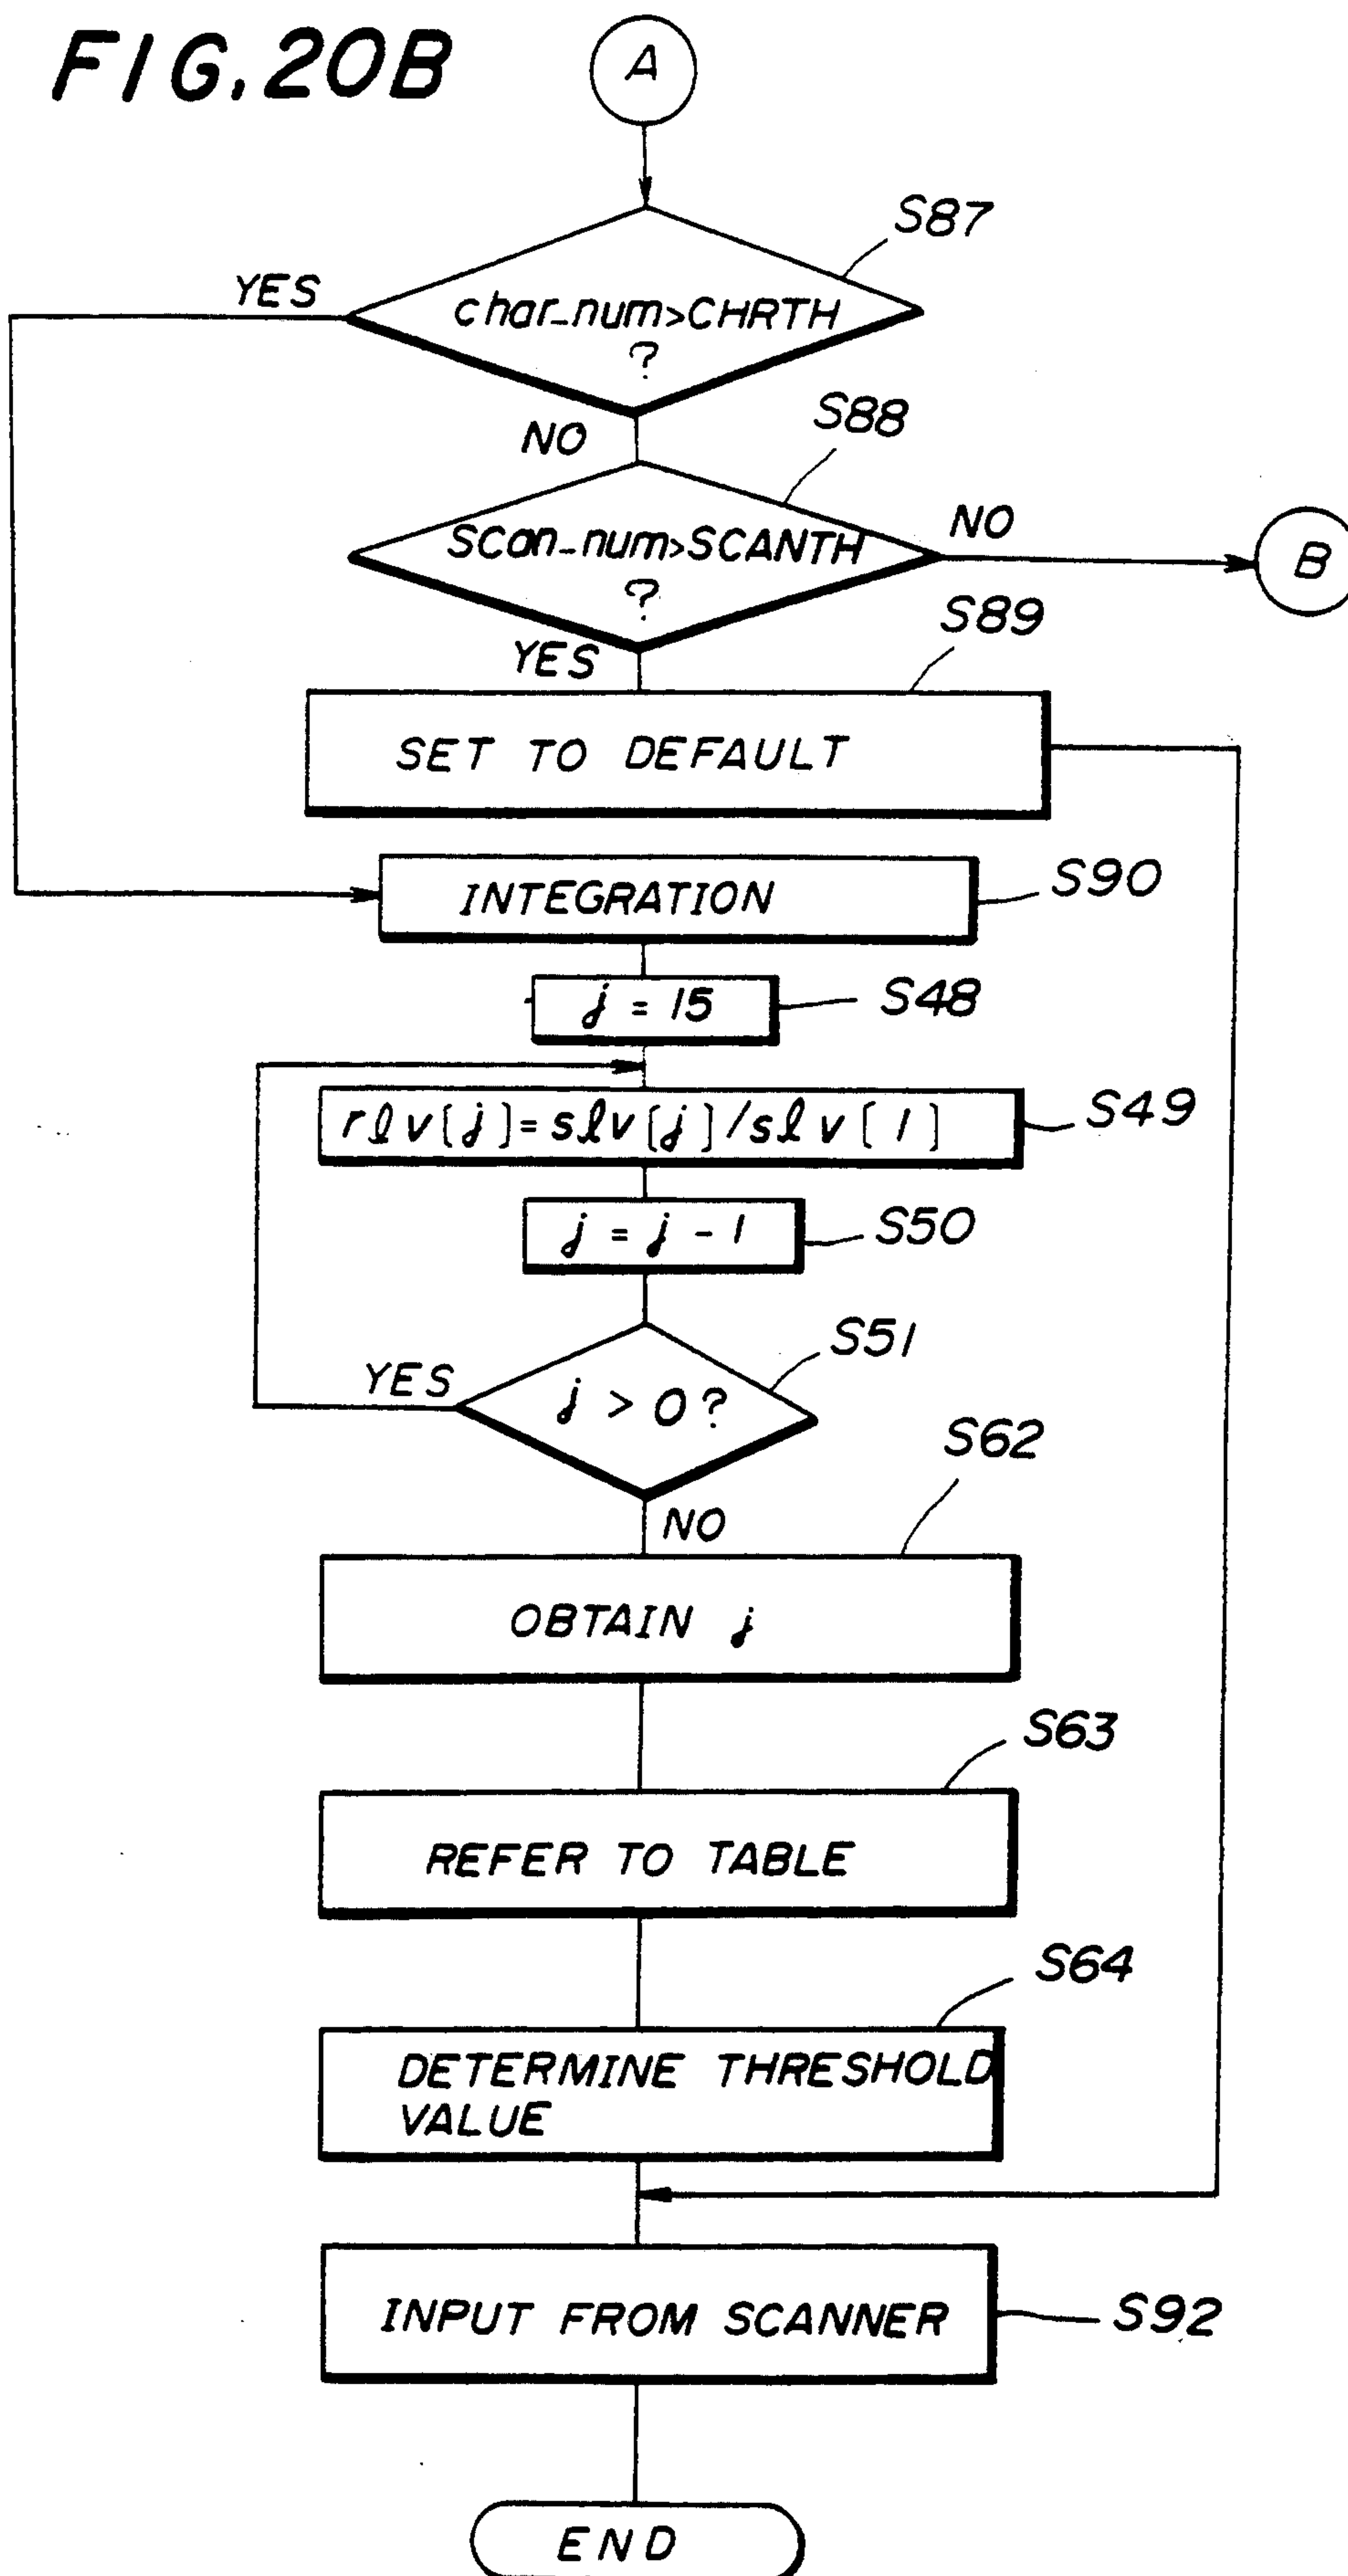 FIG.20B
A
S87
YES
char_num>CHRTH
?
NO
S88
SCan_num>SCANTH
?
NO
B
YES
S89
SET TO DEFAULT
INTEGRATION
S90
j = 15
S48
rlv[j]=slv[j]/slv[1]
S49
j = j - 1
S50
S51
YES
j > 0?
NO
S62
OBTAIN j
S63
REFER TO TABLE
S64
DETERMINE THRESHOLD
VALUE
INPUT FROM SCANNER
S92
END